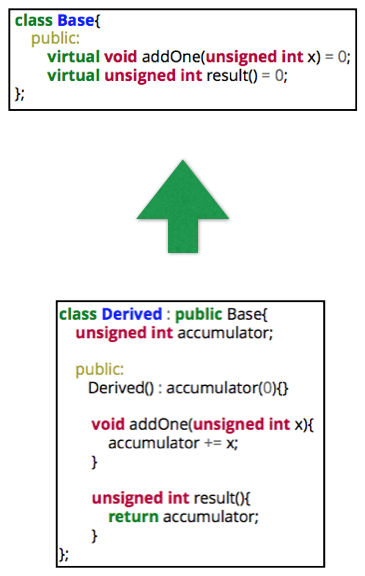 class Base{
public:
virtual void addOne(unsigned int x) = 0;
virtual unsigned int result() = 0;
};
class Derived : public Base{
unsigned int accumulator;
public:
Derived() : accumulator(0){}
void addOne(unsigned int x){
accumulator += x;
}
unsigned int result(){
return accumulator;
}
};